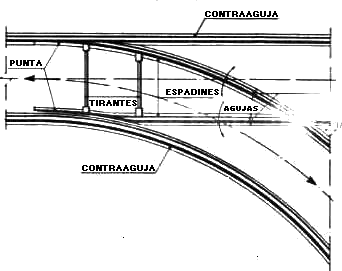 CONTRAAGUJA
PUNTA
ESPADINES
TIRANTES
AGUJAS
CONTRAAGUJA